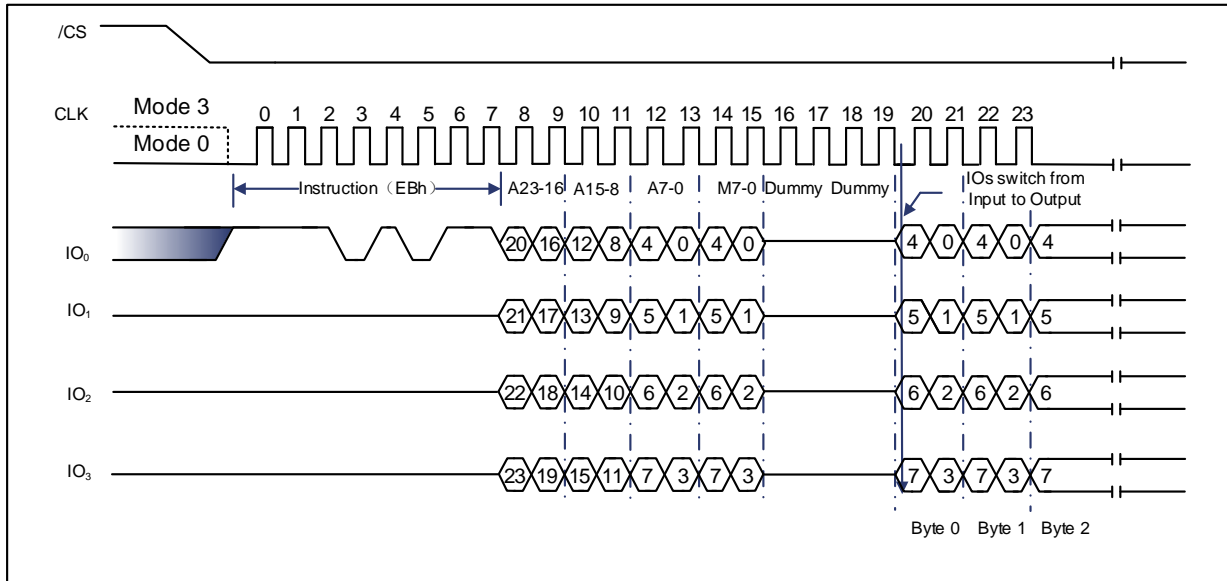 /CS
CLK
Mode 3
Mode 0
0 1 2 3 4 5 6 7 8 9 10 11 12 13 14 15 16 17 18 19 20 21 22 23
Instruction（EBh） A23-16 A15-8 A7-0 M7-0 Dummy Dummy
IOs switch from
Input to Output
IO₀ 20 16 12 8 4 0 4 0 4 0 4 0 4
IO₁ 21 17 13 9 5 1 5 1 5 1 5 1 5
IO₂ 22 18 14 10 6 2 6 2 6 2 6 2 6
IO₃ 23 19 15 11 7 3 7 3 7 3 7 3 7
Byte 0 Byte 1 Byte 2